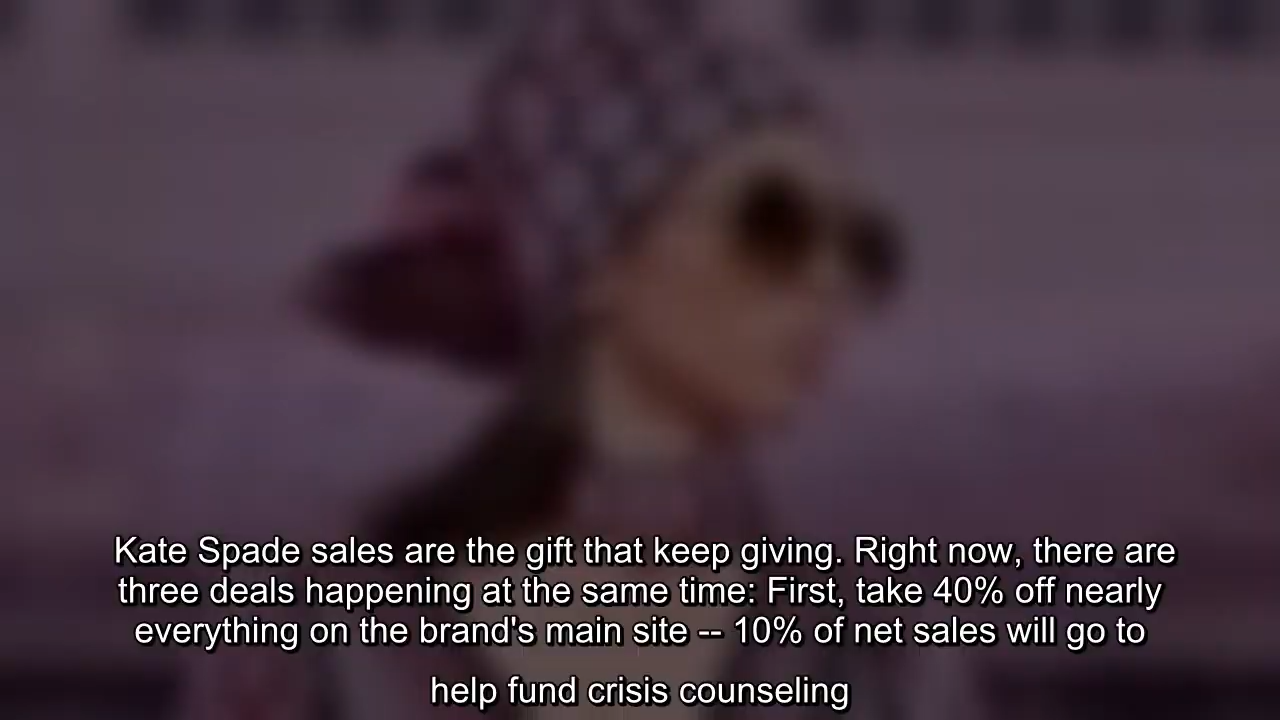 Kate Spade sales are the gift that keep giving. Right now, there are
three deals happening at the same time: First, take 40% off nearly
everything on the brand's main site -- 10% of net sales will go to
help fund crisis counseling